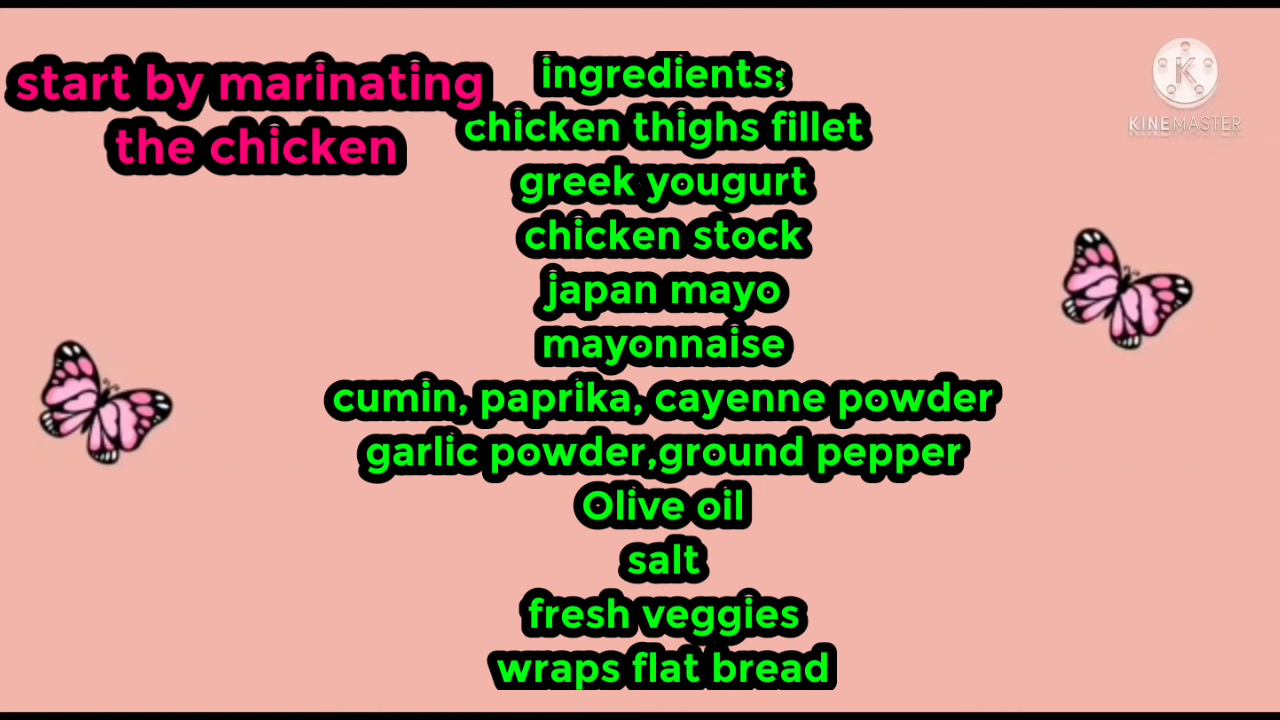 start by marinating
the chicken
ingredients;
chicken thighs fillet
greek yougurt
chicken stock
japan mayo
mayonnaise
cumin, paprika, cayenne powder
garlic powder,ground pepper
Olive oil
salt
fresh veggies
wraps flat bread
K
KINEMASTER